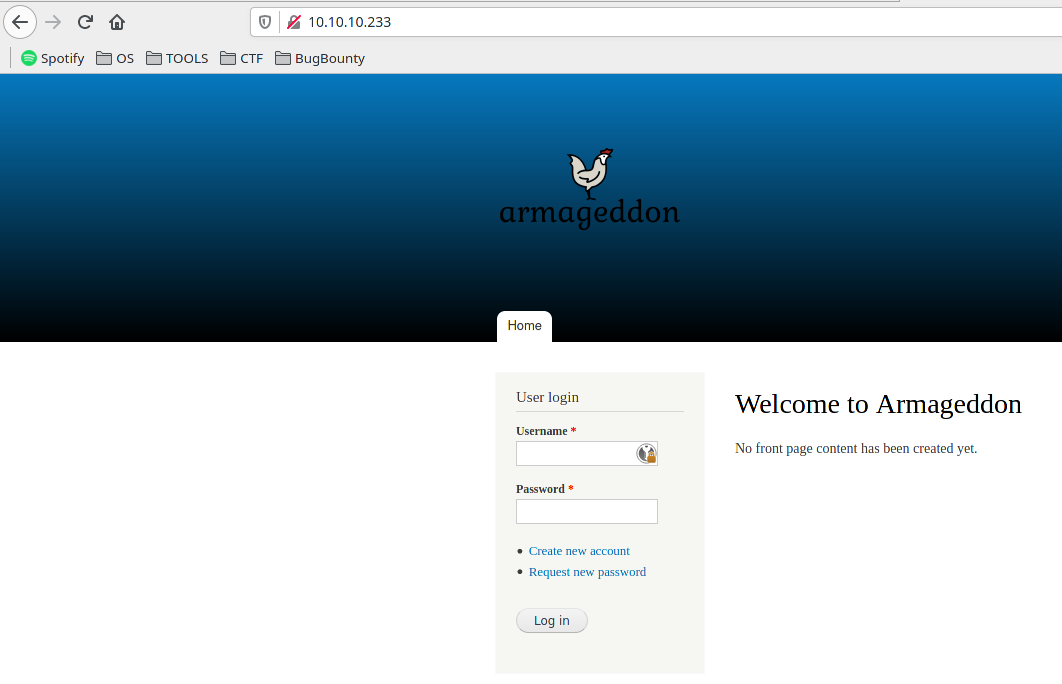 10.10.10.233
Spotify OS TOOLS CTF BugBounty
armageddon
Home
User login
Username *
Password *
Create new account
Request new password
Log in
Welcome to Armageddon
No front page content has been created yet.